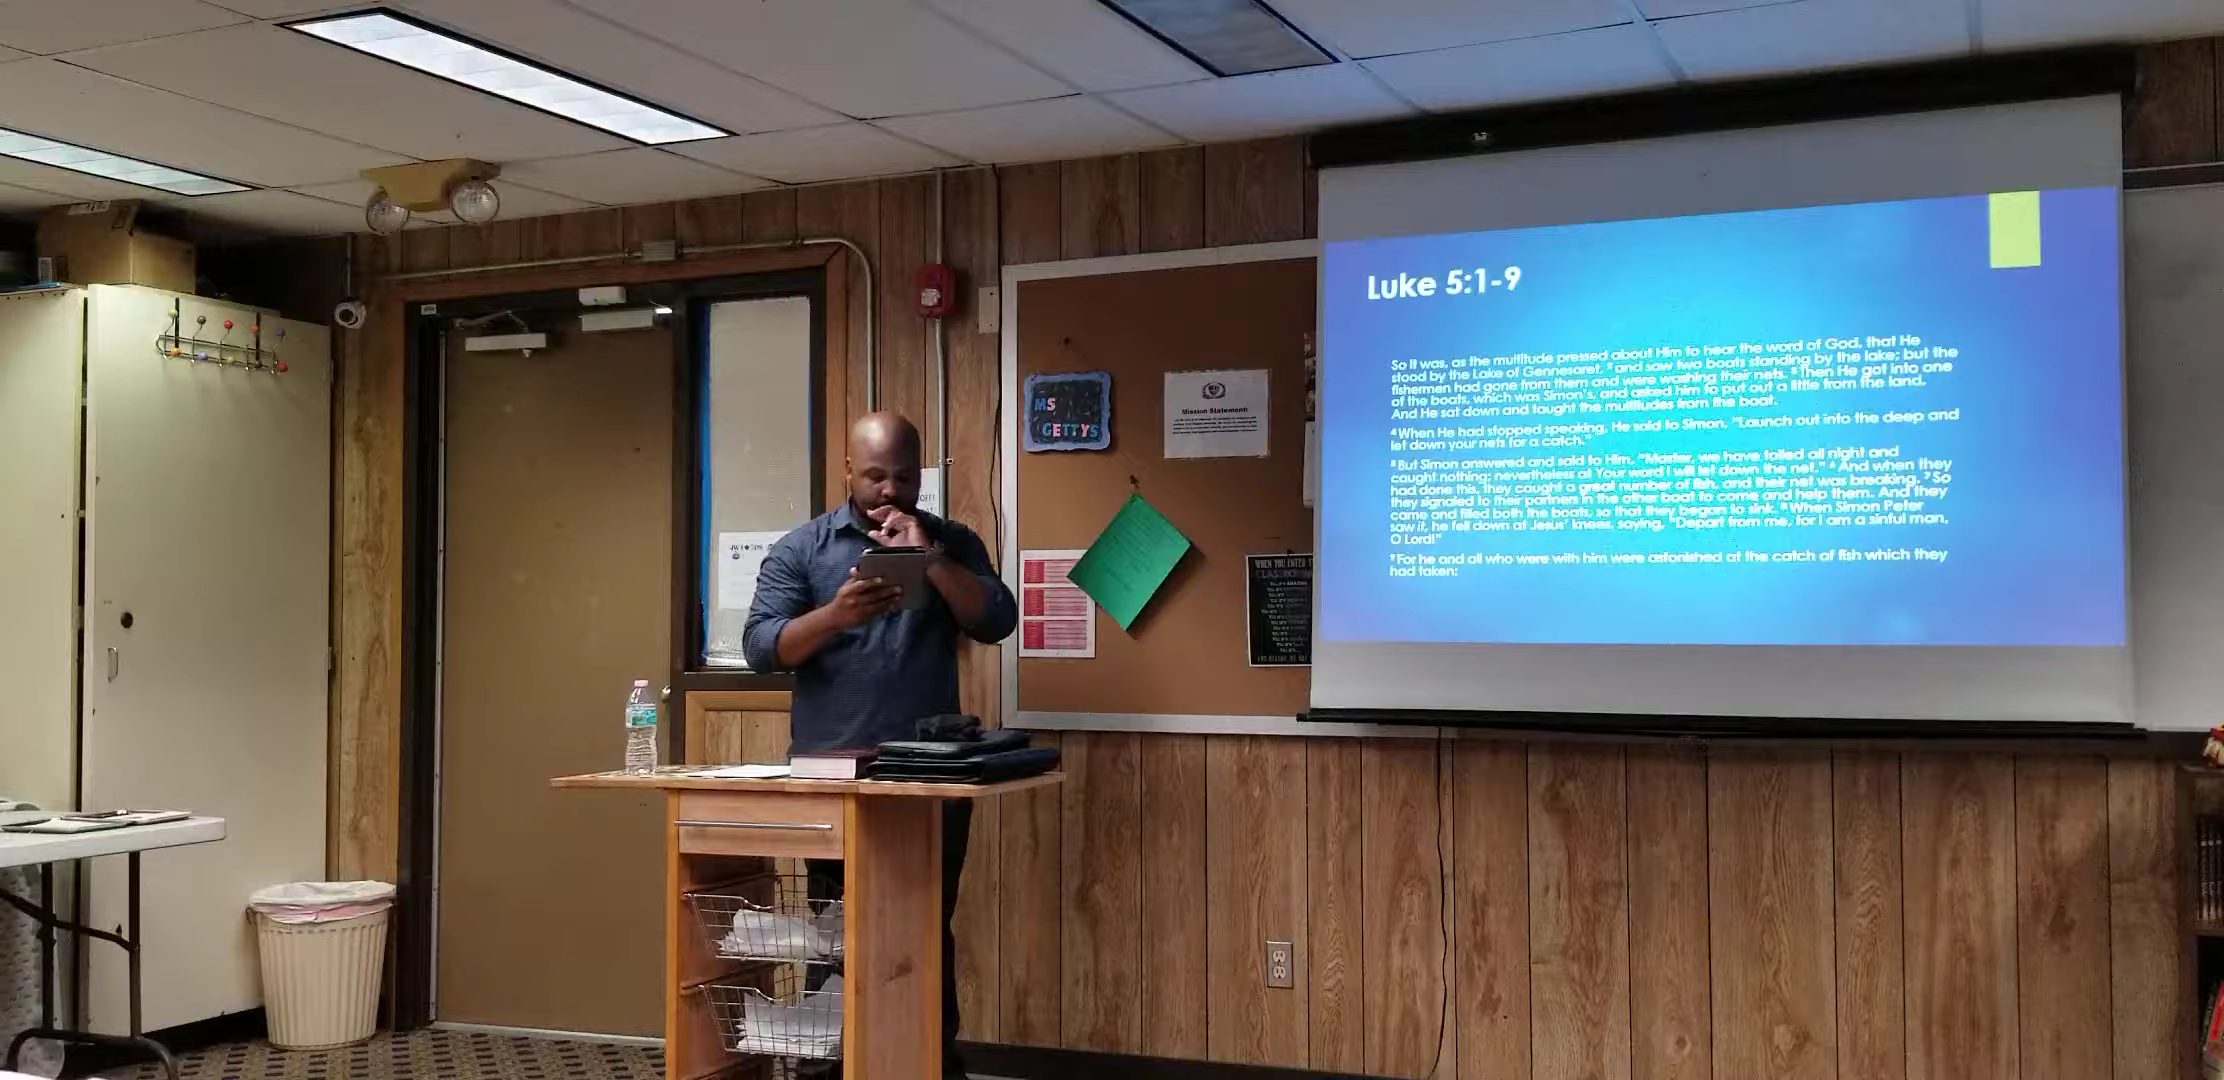 MS
GETTYS
Mission Statement:
WHEN YOU ENTER
Luke 5:1-9
So it was, as the multitude pressed about Him to hear the word of God, that He
stood by the Lake of Gennesaret, ² and saw two boats standing by the lake; but the
fishermen had gone from them and were washing their nets. ³ Then He got into one
of the boats, which was Simon's, and asked him to put out a little from the land.
And He sat down and taught the multitudes from the boat.
⁴ When He had stopped speaking, He said to Simon, "Launch out into the deep and
let down your nets for a catch."
⁵ But Simon answered and said to Him, "Master, we have toiled all night and
caught nothing; nevertheless at Your word I will let down the net." ⁶ And when they
had done this, they caught a great number of fish, and their net was breaking. ⁷ So
they signaled to their partners in the other boat to come and help them. And they
came and filled both the boats, so that they began to sink. ⁸ When Simon Peter
saw it, he fell down at Jesus' knees, saying, "Depart from me, for I am a sinful man,
O Lord!"
⁹ For he and all who were with him were astonished at the catch of fish which they
had taken;